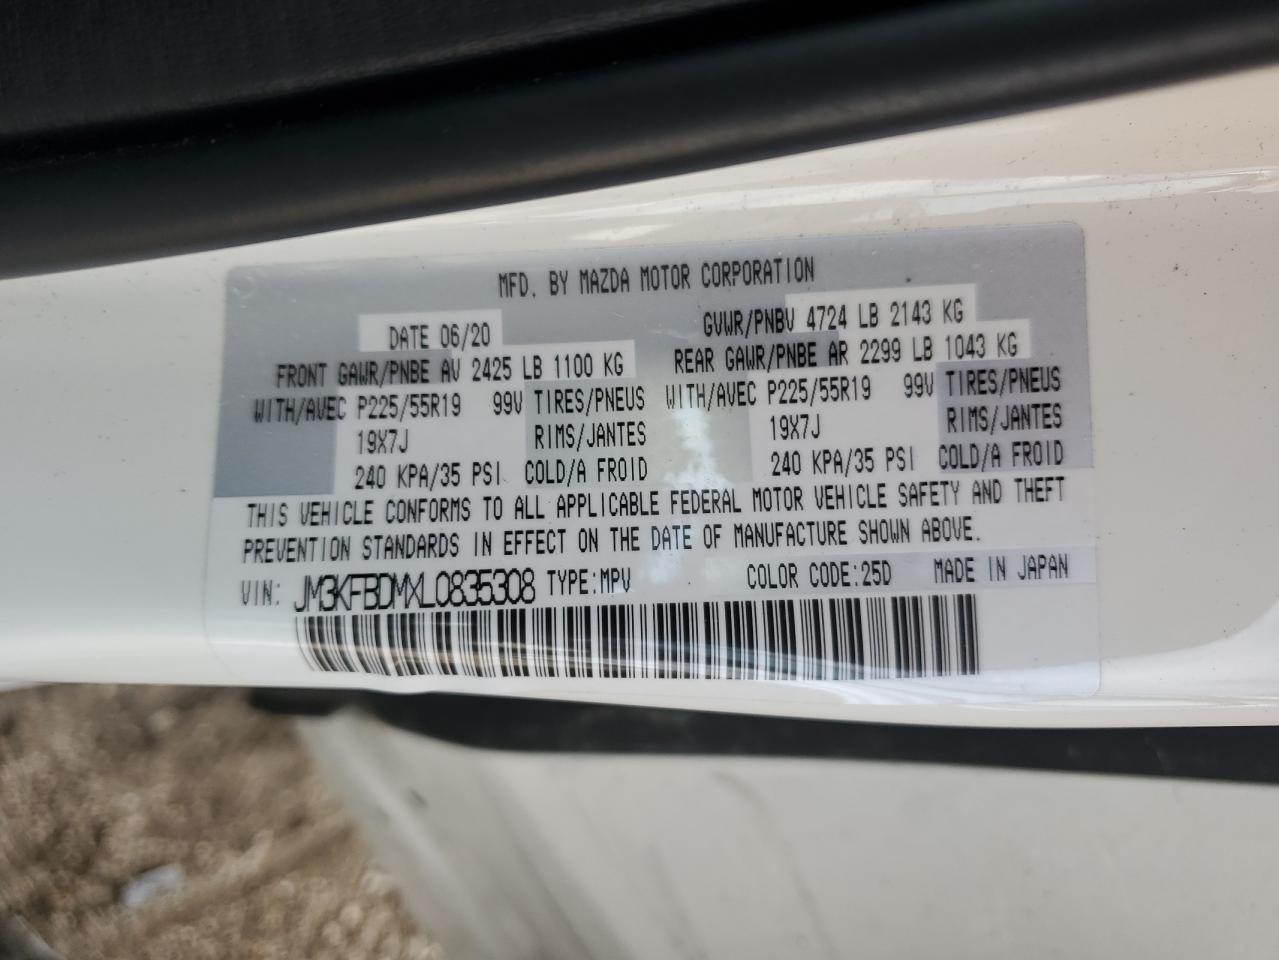 MFD. BY MAZDA MOTOR CORPORATION
DATE 06/20 GVWR/PNBV 4724 LB 2143 KG
FRONT GAWR/PNBE AV 2425 LB 1100 KG REAR GAWR/PNBE AR 2299 LB 1043 KG
WITH/AVEC P225/55R19 99V TIRES/PNEUS WITH/AVEC P225/55R19 99V TIRES/PNEUS
19X7J RIMS/JANTES 19X7J RIMS/JANTES
240 KPA/35 PSI COLD/A FROID 240 KPA/35 PSI COLD/A FROID
THIS VEHICLE CONFORMS TO ALL APPLICABLE FEDERAL MOTOR VEHICLE SAFETY AND THEFT
PREVENTION STANDARDS IN EFFECT ON THE DATE OF MANUFACTURE SHOWN ABOVE.
VIN: JM3KFBDMXL0835308 TYPE:MPV COLOR CODE:25D MADE IN JAPAN